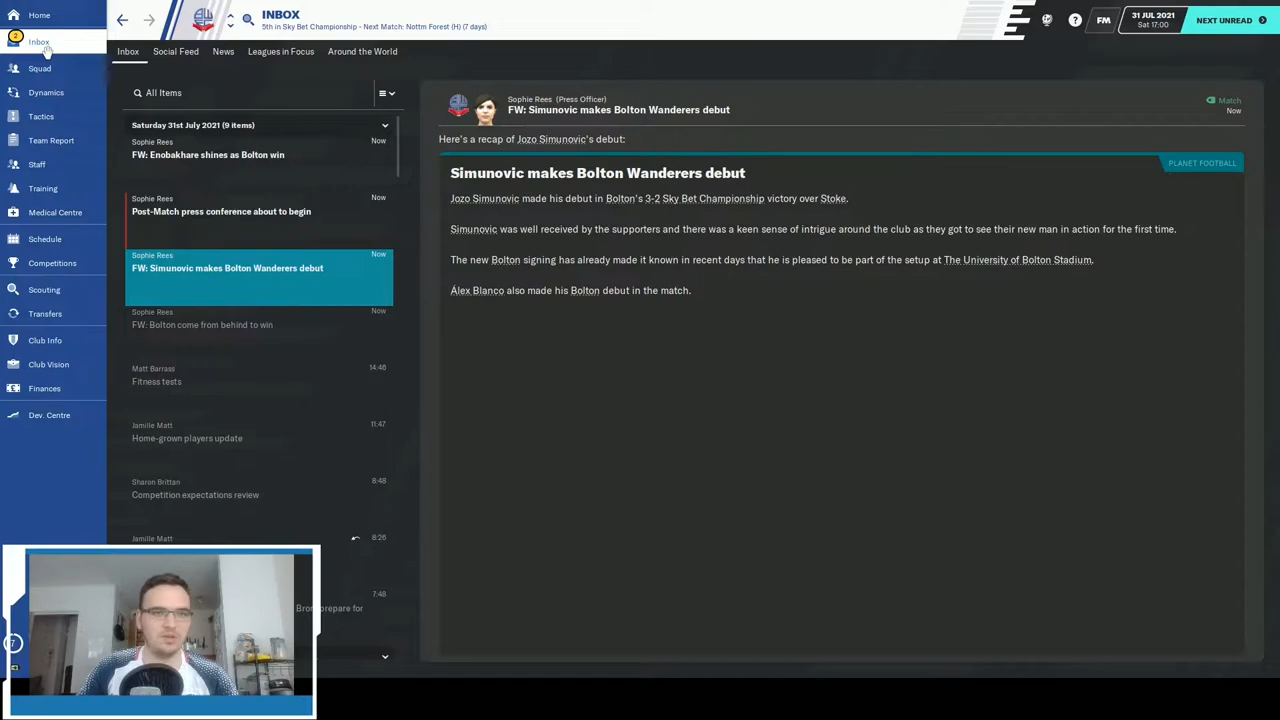 Home
2
Inbox
Squad
Dynamics
Tactics
Team Report
Staff
Training
Medical Centre
Schedule
Competitions
Scouting
Transfers
Club Info
Club Vision
Finances
Dev. Centre
INBOX
5th in Sky Bet Championship - Next Match: Nottm Forest (H) (7 days)
?
FM
31 JUL 2021
Sat 17:00
NEXT UNREAD
Inbox Social Feed News Leagues in Focus Around the World
All Items
Saturday 31st July 2021 (9 items)
Sophie Rees Now
FW: Enobakhare shines as Bolton win
Sophie Rees Now
Post-Match press conference about to begin
Sophie Rees Now
FW: Simunovic makes Bolton Wanderers debut
Sophie Rees Now
FW: Bolton come from behind to win
Matt Barrass 14:46
Fitness tests
Jamille Matt 11:47
Home-grown players update
Sharon Brittan 8:48
Competition expectations review
Jamille Matt 8:26
7:48
prepare for
Sophie Rees (Press Officer)
FW: Simunovic makes Bolton Wanderers debut
Match
Now
Here's a recap of Jozo Simunovic's debut:
PLANET FOOTBALL
Simunovic makes Bolton Wanderers debut
Jozo Simunovic made his debut in Bolton's 3-2 Sky Bet Championship victory over Stoke.
Simunovic was well received by the supporters and there was a keen sense of intrigue around the club as they got to see their new man in action for the first time.
The new Bolton signing has already made it known in recent days that he is pleased to be part of the setup at The University of Bolton Stadium.
Álex Blanco also made his Bolton debut in the match.